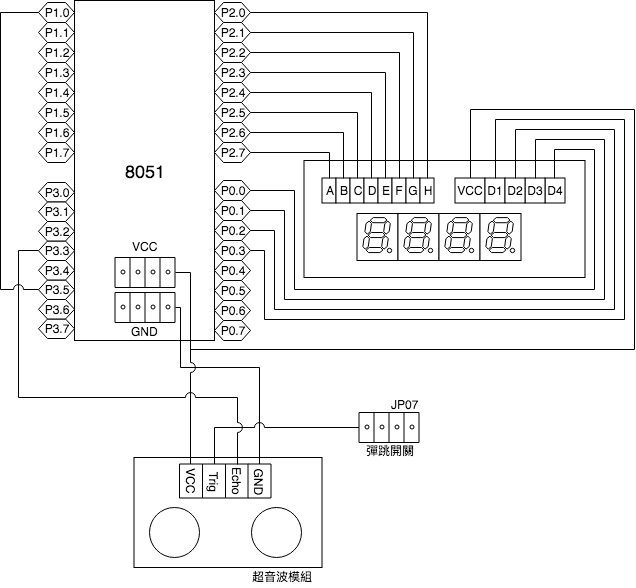 P1.0 P2.0
P1.1 P2.1
P1.2 P2.2
P1.3 P2.3
P1.4 P2.4
P1.5 P2.5
P1.6 P2.6
P1.7 P2.7
8051
P3.0 P0.0
P3.1 P0.1
P3.2 P0.2
P3.3 P0.3
P3.4 P0.4
P3.5 P0.5
P3.6 P0.6
P3.7 P0.7
VCC
GND
A B C D E F G H
VCC D1 D2 D3 D4
8. 8. 8. 8.
JP07
彈跳開關
VCC
Trig
Echo
GND
超音波模組